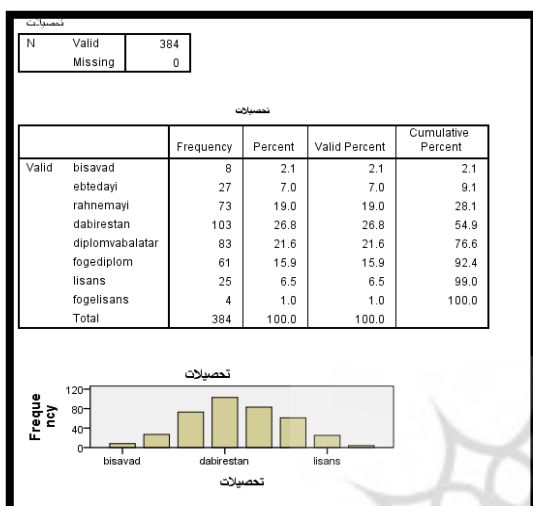 تحصیلات
N Valid 384
Missing 0
تحصیلات
Frequency Percent Valid Percent Cumulative Percent
Valid bisavad 8 2.1 2.1 2.1
ebtedayi 27 7.0 7.0 9.1
rahnemayi 73 19.0 19.0 28.1
dabirestan 103 26.8 26.8 54.9
diplomvabalatar 83 21.6 21.6 76.6
fogediplom 61 15.9 15.9 92.4
lisans 25 6.5 6.5 99.0
fogelisans 4 1.0 1.0 100.0
Total 384 100.0 100.0
تحصیلات
Frequency
120
80
40
0
bisavad dabirestan lisans
تحصیلات